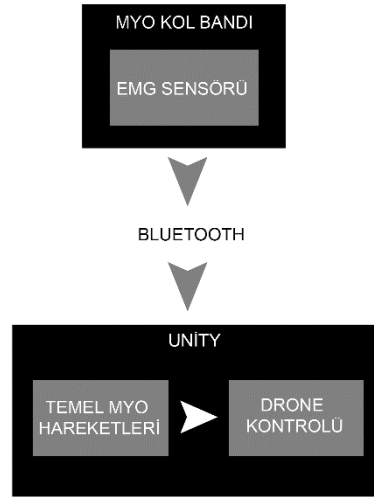 MYO KOL BANDI
EMG SENSÖRÜ
BLUETOOTH
UNİTY
TEMEL MYO
HAREKETLERİ
DRONE
KONTROLÜ